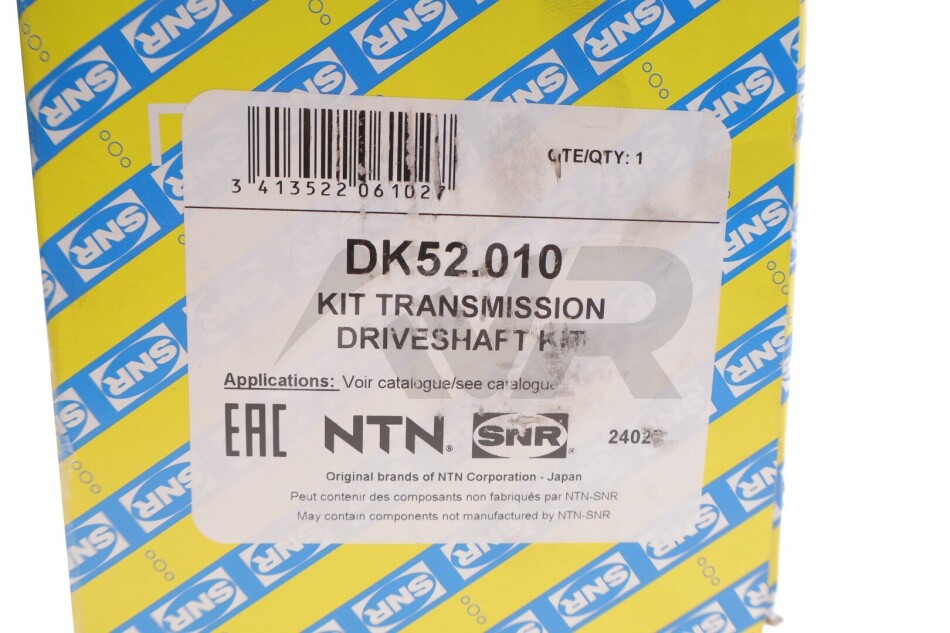 QTE/QTY: 1
3 413522 061027
DK52.010
KIT TRANSMISSION
DRIVESHAFT KIT
Applications: Voir catalogue/see catalogue
EAC NTN® SNR®
Original brands of NTN Corporation - Japan
Peut contenir des composants non fabriqués par NTN-SNR
May contain components not manufactured by NTN-SNR
SNR